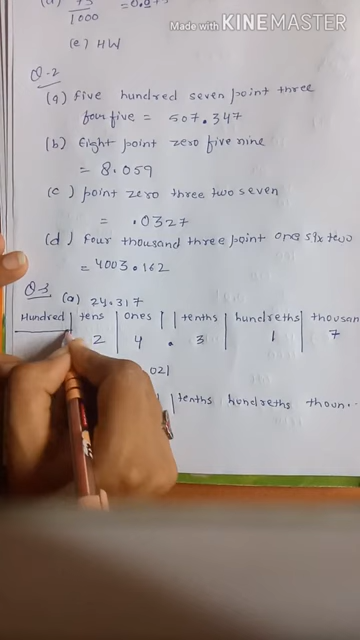 Made with KINEMASTER
1000
(e) HW
Q-2
(a) Five hundred seven point three
four five = 507.347
(b) Eight point zero five nine
= 8.059
(c) point zero three two seven
= .0327
(d) Four thousand three point one six two
= 4003.162
Q3
(a) 24.317
Hundred | tens | ones | | tenths | hundreths | thousan
2 4 . 3 1 7
.021
| tenths hundreths thoun..